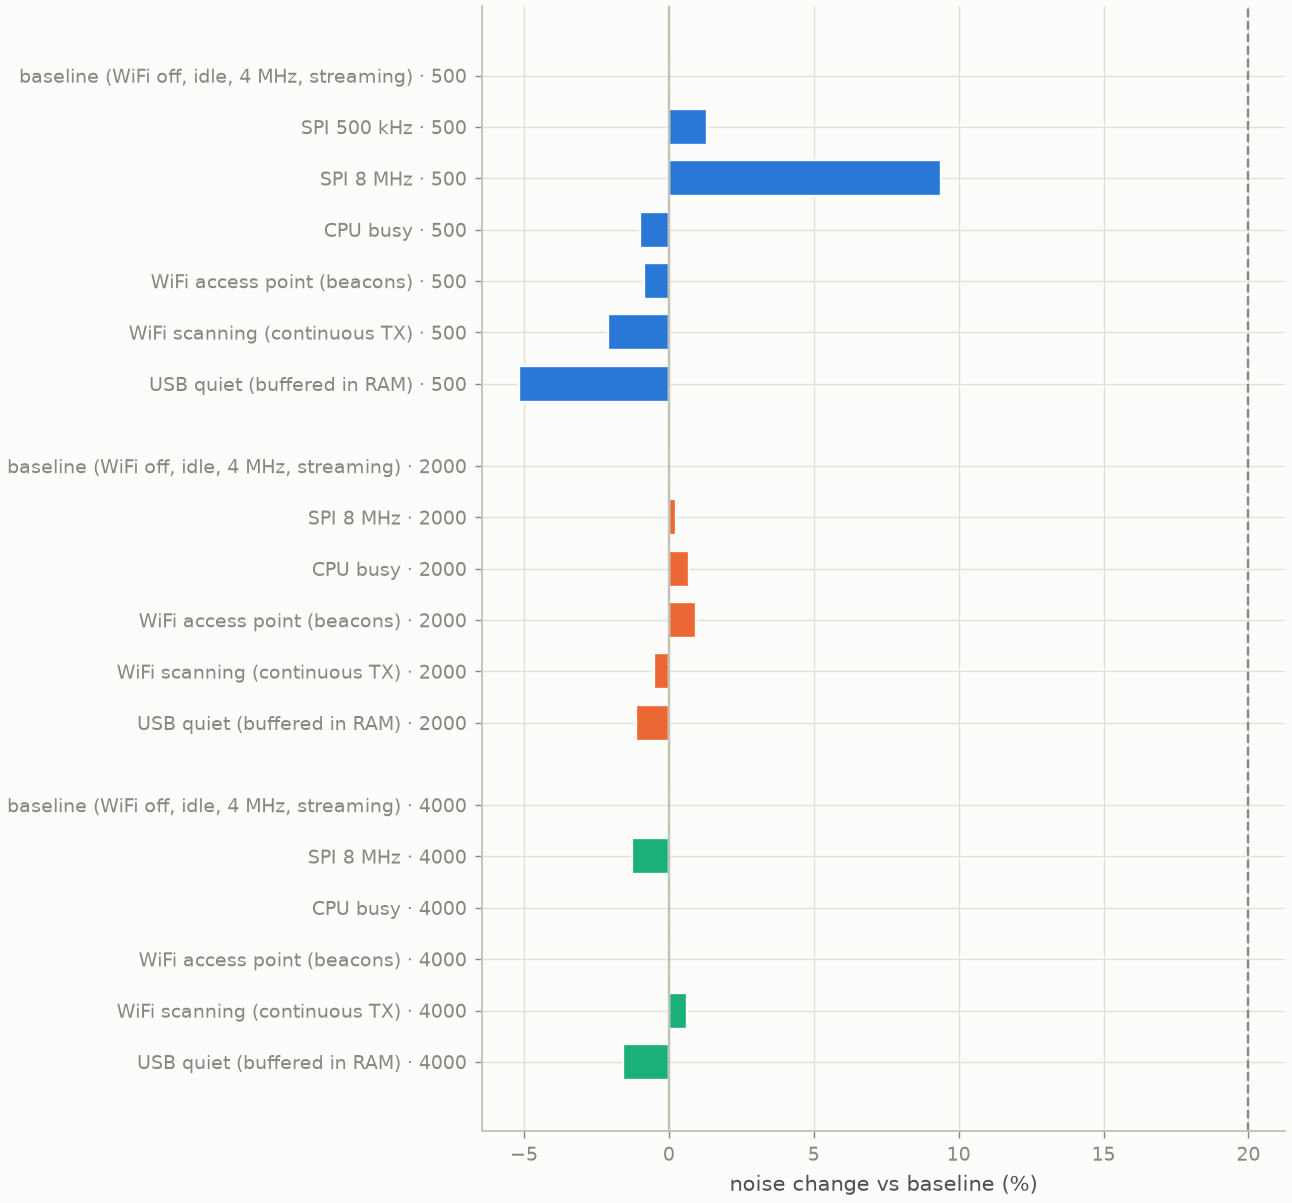 baseline (WiFi off, idle, 4 MHz, streaming) · 500
SPI 500 kHz · 500
SPI 8 MHz · 500
CPU busy · 500
WiFi access point (beacons) · 500
WiFi scanning (continuous TX) · 500
USB quiet (buffered in RAM) · 500
baseline (WiFi off, idle, 4 MHz, streaming) · 2000
SPI 8 MHz · 2000
CPU busy · 2000
WiFi access point (beacons) · 2000
WiFi scanning (continuous TX) · 2000
USB quiet (buffered in RAM) · 2000
baseline (WiFi off, idle, 4 MHz, streaming) · 4000
SPI 8 MHz · 4000
CPU busy · 4000
WiFi access point (beacons) · 4000
WiFi scanning (continuous TX) · 4000
USB quiet (buffered in RAM) · 4000
−5 0 5 10 15 20
noise change vs baseline (%)